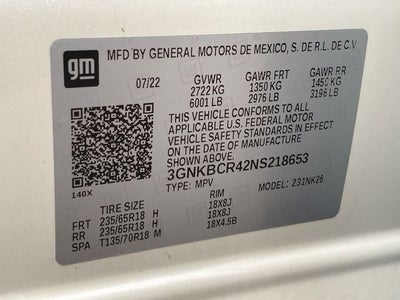 gm
MFD BY GENERAL MOTORS DE MEXICO, S. DE R.L. DE C.V.
07/22 GVWR GAWR FRT GAWR RR
2722 KG 1350 KG 1450 KG
6001 LB 2976 LB 3196 LB
THIS VEHICLE CONFORMS TO ALL
APPLICABLE U.S. FEDERAL MOTOR
VEHICLE SAFETY STANDARDS IN EFFECT ON
THE DATE OF MANUFACTURE SHOWN ABOVE.
3GNKBCR42NS218653
TYPE: MPV MODEL: 231NK26
140X
TIRE SIZE RIM
FRT 235/65R18 H 18X8J
RR 235/65R18 H 18X8J
SPA T135/70R18 M 18X4.5B